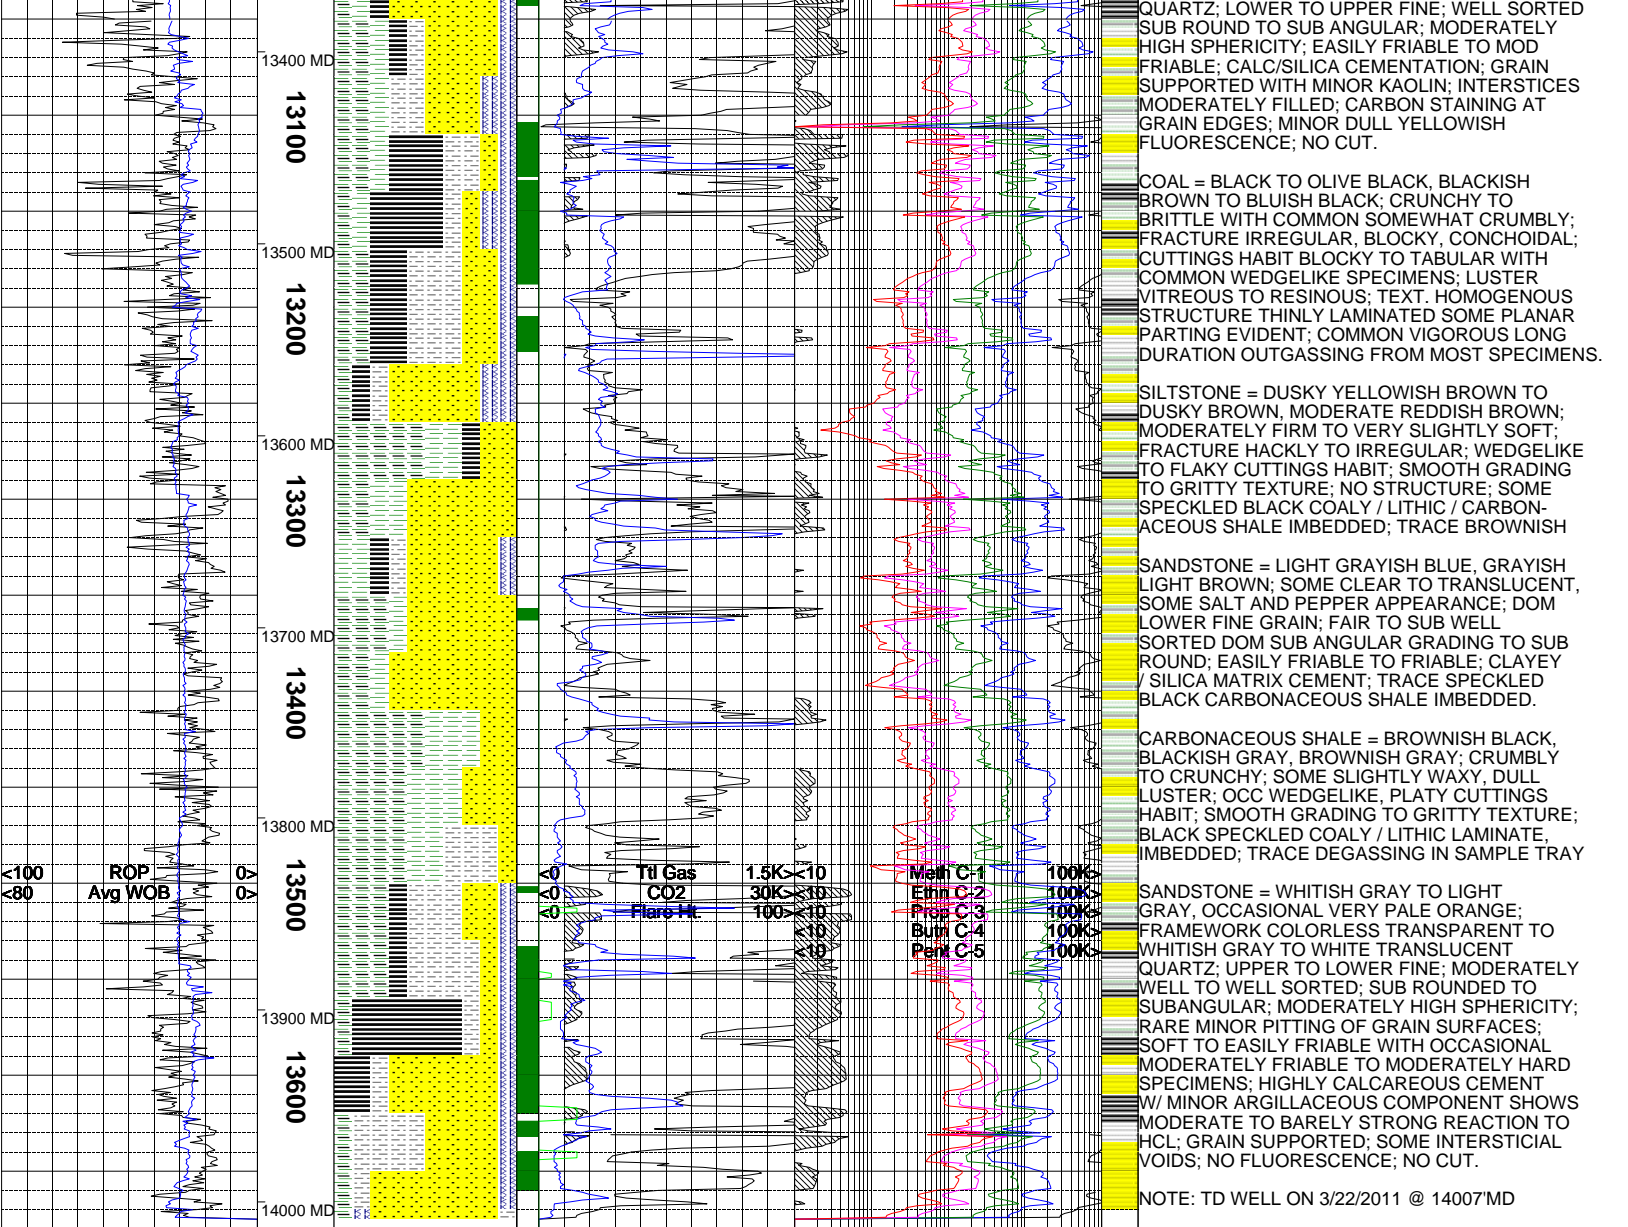 QUARTZ; LOWER TO UPPER FINE; WELL SORTED
SUB ROUND TO SUB ANGULAR; MODERATELY
HIGH SPHERICITY; EASILY FRIABLE TO MOD
FRIABLE; CALC/SILICA CEMENTATION; GRAIN
SUPPORTED WITH MINOR KAOLIN; INTERSTICES
MODERATELY FILLED; CARBON STAINING AT
GRAIN EDGES; MINOR DULL YELLOWISH
FLUORESCENCE; NO CUT.
COAL = BLACK TO OLIVE BLACK, BLACKISH
BROWN TO BLUISH BLACK; CRUNCHY TO
BRITTLE WITH COMMON SOMEWHAT CRUMBLY;
FRACTURE IRREGULAR, BLOCKY, CONCHOIDAL;
CUTTINGS HABIT BLOCKY TO TABULAR WITH
COMMON WEDGELIKE SPECIMENS; LUSTER
VITREOUS TO RESINOUS; TEXT. HOMOGENOUS
STRUCTURE THINLY LAMINATED SOME PLANAR
PARTING EVIDENT; COMMON VIGOROUS LONG
DURATION OUTGASSING FROM MOST SPECIMENS.
SILTSTONE = DUSKY YELLOWISH BROWN TO
DUSKY BROWN, MODERATE REDDISH BROWN;
MODERATELY FIRM TO VERY SLIGHTLY SOFT;
FRACTURE HACKLY TO IRREGULAR; WEDGELIKE
TO FLAKY CUTTINGS HABIT; SMOOTH GRADING
TO GRITTY TEXTURE; NO STRUCTURE; SOME
SPECKLED BLACK COALY / LITHIC / CARBON-
ACEOUS SHALE IMBEDDED; TRACE BROWNISH
SANDSTONE = LIGHT GRAYISH BLUE, GRAYISH
LIGHT BROWN; SOME CLEAR TO TRANSLUCENT,
SOME SALT AND PEPPER APPEARANCE; DOM
LOWER FINE GRAIN; FAIR TO SUB WELL
SORTED DOM SUB ANGULAR GRADING TO SUB
ROUND; EASILY FRIABLE TO FRIABLE; CLAYEY
/ SILICA MATRIX CEMENT; TRACE SPECKLED
BLACK CARBONACEOUS SHALE IMBEDDED.
CARBONACEOUS SHALE = BROWNISH BLACK,
BLACKISH GRAY, BROWNISH GRAY; CRUMBLY
TO CRUNCHY; SOME SLIGHTLY WAXY, DULL
LUSTER; OCC WEDGELIKE, PLATY CUTTINGS
HABIT; SMOOTH GRADING TO GRITTY TEXTURE;
BLACK SPECKLED COALY / LITHIC LAMINATE,
IMBEDDED; TRACE DEGASSING IN SAMPLE TRAY
SANDSTONE = WHITISH GRAY TO LIGHT
GRAY, OCCASIONAL VERY PALE ORANGE;
FRAMEWORK COLORLESS TRANSPARENT TO
WHITISH GRAY TO WHITE TRANSLUCENT
QUARTZ; UPPER TO LOWER FINE; MODERATELY
WELL TO WELL SORTED; SUB ROUNDED TO
SUBANGULAR; MODERATELY HIGH SPHERICITY;
RARE MINOR PITTING OF GRAIN SURFACES;
SOFT TO EASILY FRIABLE WITH OCCASIONAL
MODERATELY FRIABLE TO MODERATELY HARD
SPECIMENS; HIGHLY CALCAREOUS CEMENT
W/ MINOR ARGILLACEOUS COMPONENT SHOWS
MODERATE TO BARELY STRONG REACTION TO
HCL; GRAIN SUPPORTED; SOME INTERSTICIAL
VOIDS; NO FLUORESCENCE; NO CUT.
NOTE: TD WELL ON 3/22/2011 @ 14007'MD
13400 MD
13100
13500 MD
13200
13600 MD
13300
13700 MD
13400
13800 MD
13500
13900 MD
13600
14000 MD
<100 ROP 0>
<80 Avg WOB 0>
<0 Ttl Gas 1.5K>
<0 CO2 30K>
<0 Flare Ht. 100>
<10 Meth C-1 100K>
<10 Ethn C-2 100K>
<10 Prop C-3 100K>
<10 Butn C-4 100K>
<10 Pent C-5 100K>